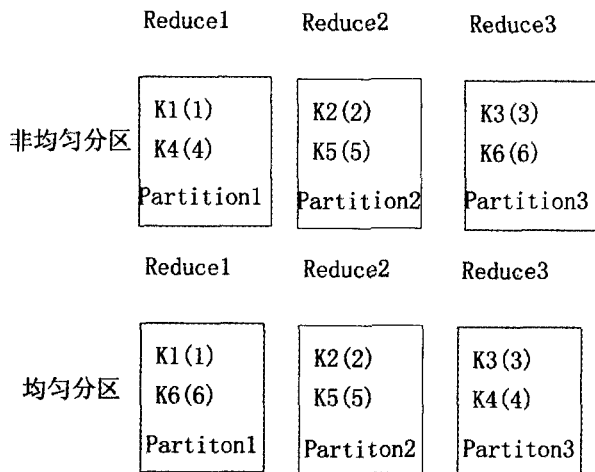 Reduce1 Reduce2 Reduce3
非均匀分区
K1(1) K2(2) K3(3)
K4(4) K5(5) K6(6)
Partition1 Partition2 Partition3
Reduce1 Reduce2 Reduce3
均匀分区
K1(1) K2(2) K3(3)
K6(6) K5(5) K4(4)
Partiton1 Partiton2 Partiton3